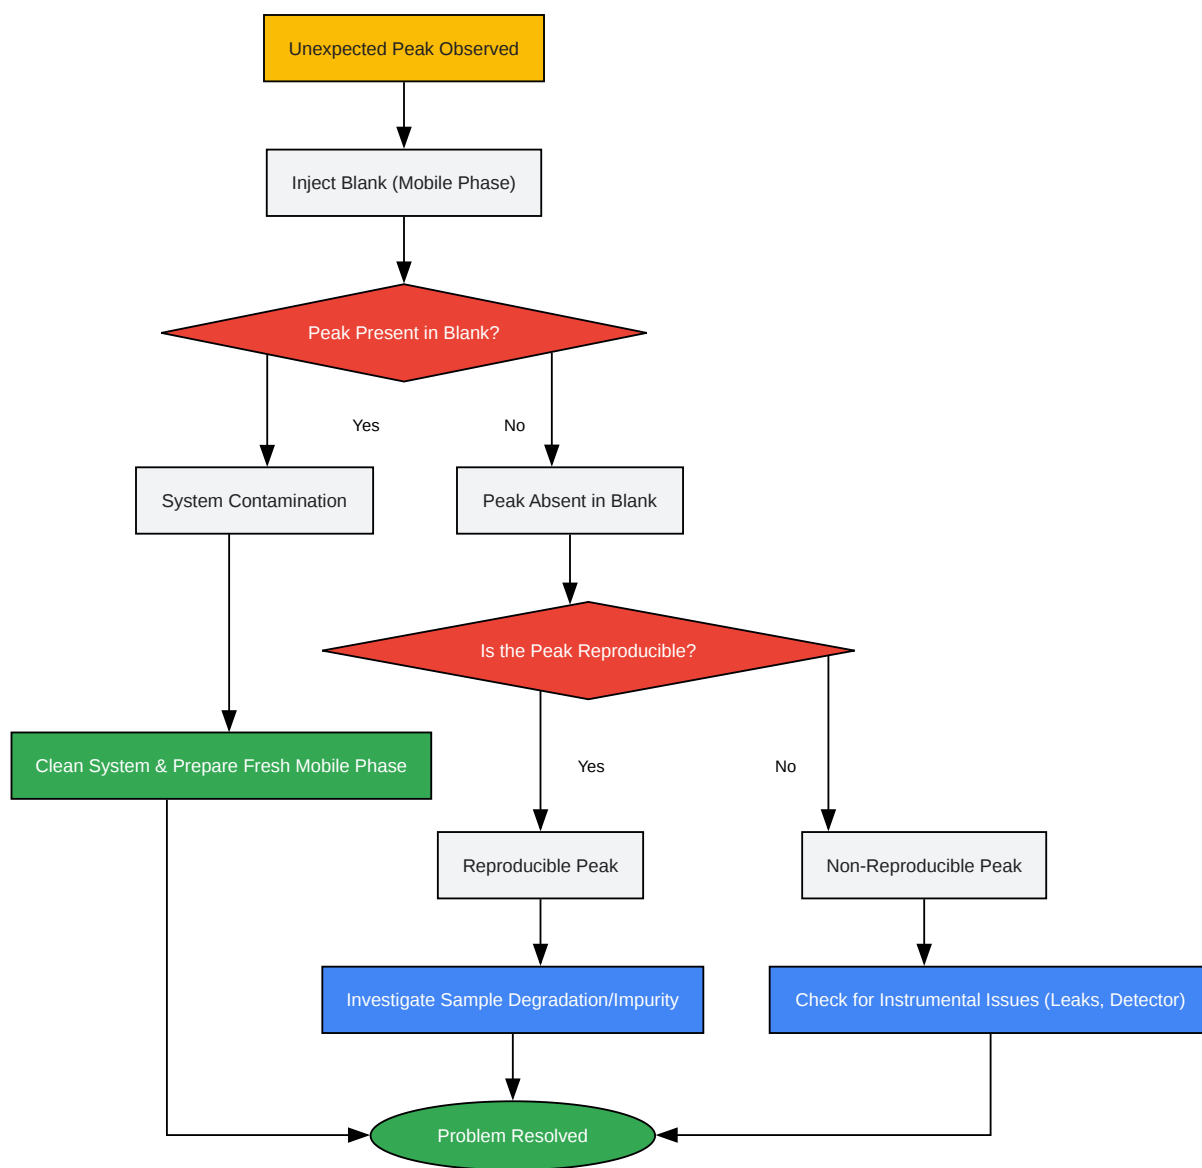 Unexpected Peak Observed
Inject Blank (Mobile Phase)
Peak Present in Blank?
Yes
No
System Contamination
Peak Absent in Blank
Is the Peak Reproducible?
Clean System & Prepare Fresh Mobile Phase
Yes
No
Reproducible Peak
Non-Reproducible Peak
Investigate Sample Degradation/Impurity
Check for Instrumental Issues (Leaks, Detector)
Problem Resolved